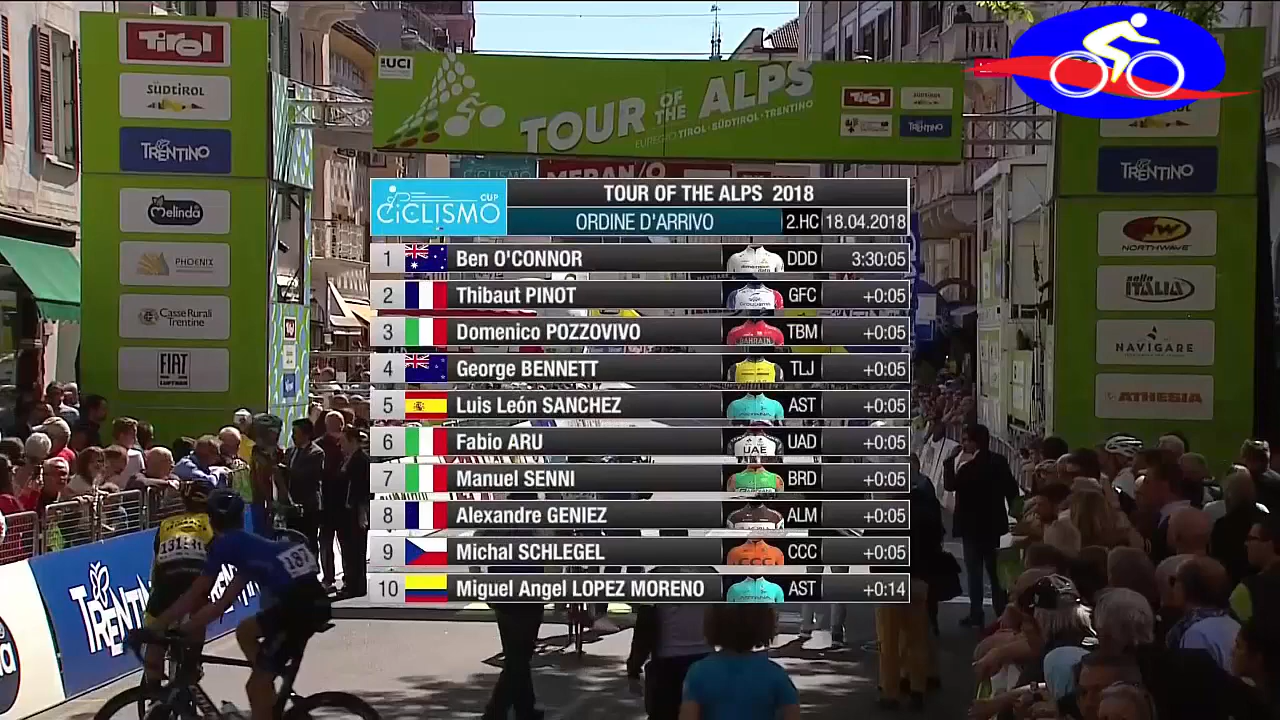 Tirol
SÜDTIROL
TRENTINO
Melinda
PHOENIX
Casse Rurali
Trentine
FIAT
UCI
TOUR OF THE ALPS
EUREGIO TIROL · SÜDTIROL · TRENTINO
Tirol
SÜDTIROL
TRENTINO
MERAN/O
CICLISMO CUP
TOUR OF THE ALPS 2018
ORDINE D'ARRIVO 2.HC 18.04.2018
1 Ben O'CONNOR DDD 3:30:05
2 Thibaut PINOT GFC +0:05
3 Domenico POZZOVIVO TBM +0:05
4 George BENNETT TLJ +0:05
5 Luis León SANCHEZ AST +0:05
6 Fabio ARU UAE UAD +0:05
7 Manuel SENNI BRD +0:05
8 Alexandre GENIEZ ALM +0:05
9 Michal SCHLEGEL CCC CCC +0:05
10 Miguel Angel LOPEZ MORENO AST +0:14
TRENTINO
NORTHWAVE
selle
ITALIA
NAVIGARE
ATHESIA
187
TRENTINO